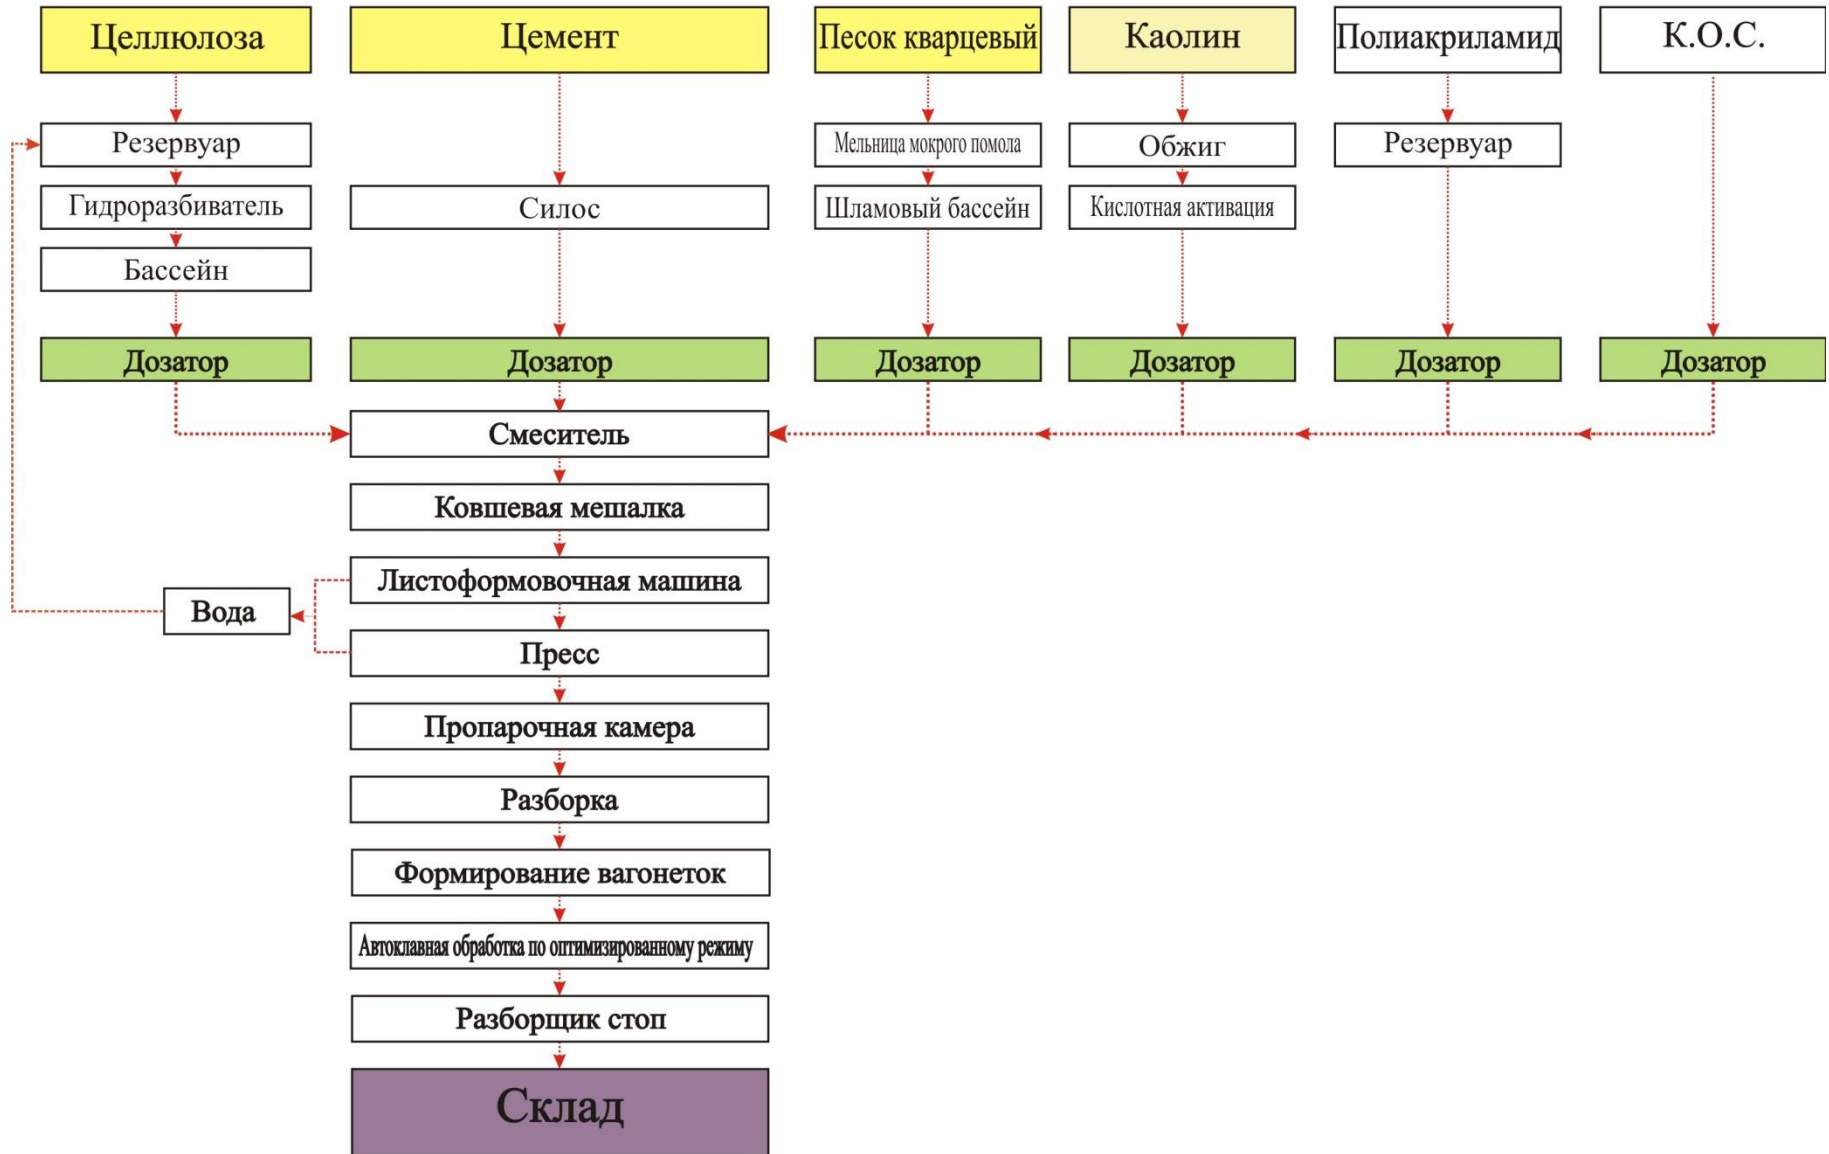 Целлюлоза
Цемент
Песок кварцевый
Каолин
Полиакриламид
К.О.С.
Резервуар
Мельница мокрого помола
Обжиг
Резервуар
Гидроразбиватель
Силос
Шламовый бассейн
Кислотная активация
Бассейн
Дозатор
Дозатор
Дозатор
Дозатор
Дозатор
Дозатор
Смеситель
Ковшевая мешалка
Листоформовочная машина
Вода
Пресс
Пропарочная камера
Разборка
Формирование вагонеток
Автоклавная обработка по оптимизированному режиму
Разборщик стоп
Склад